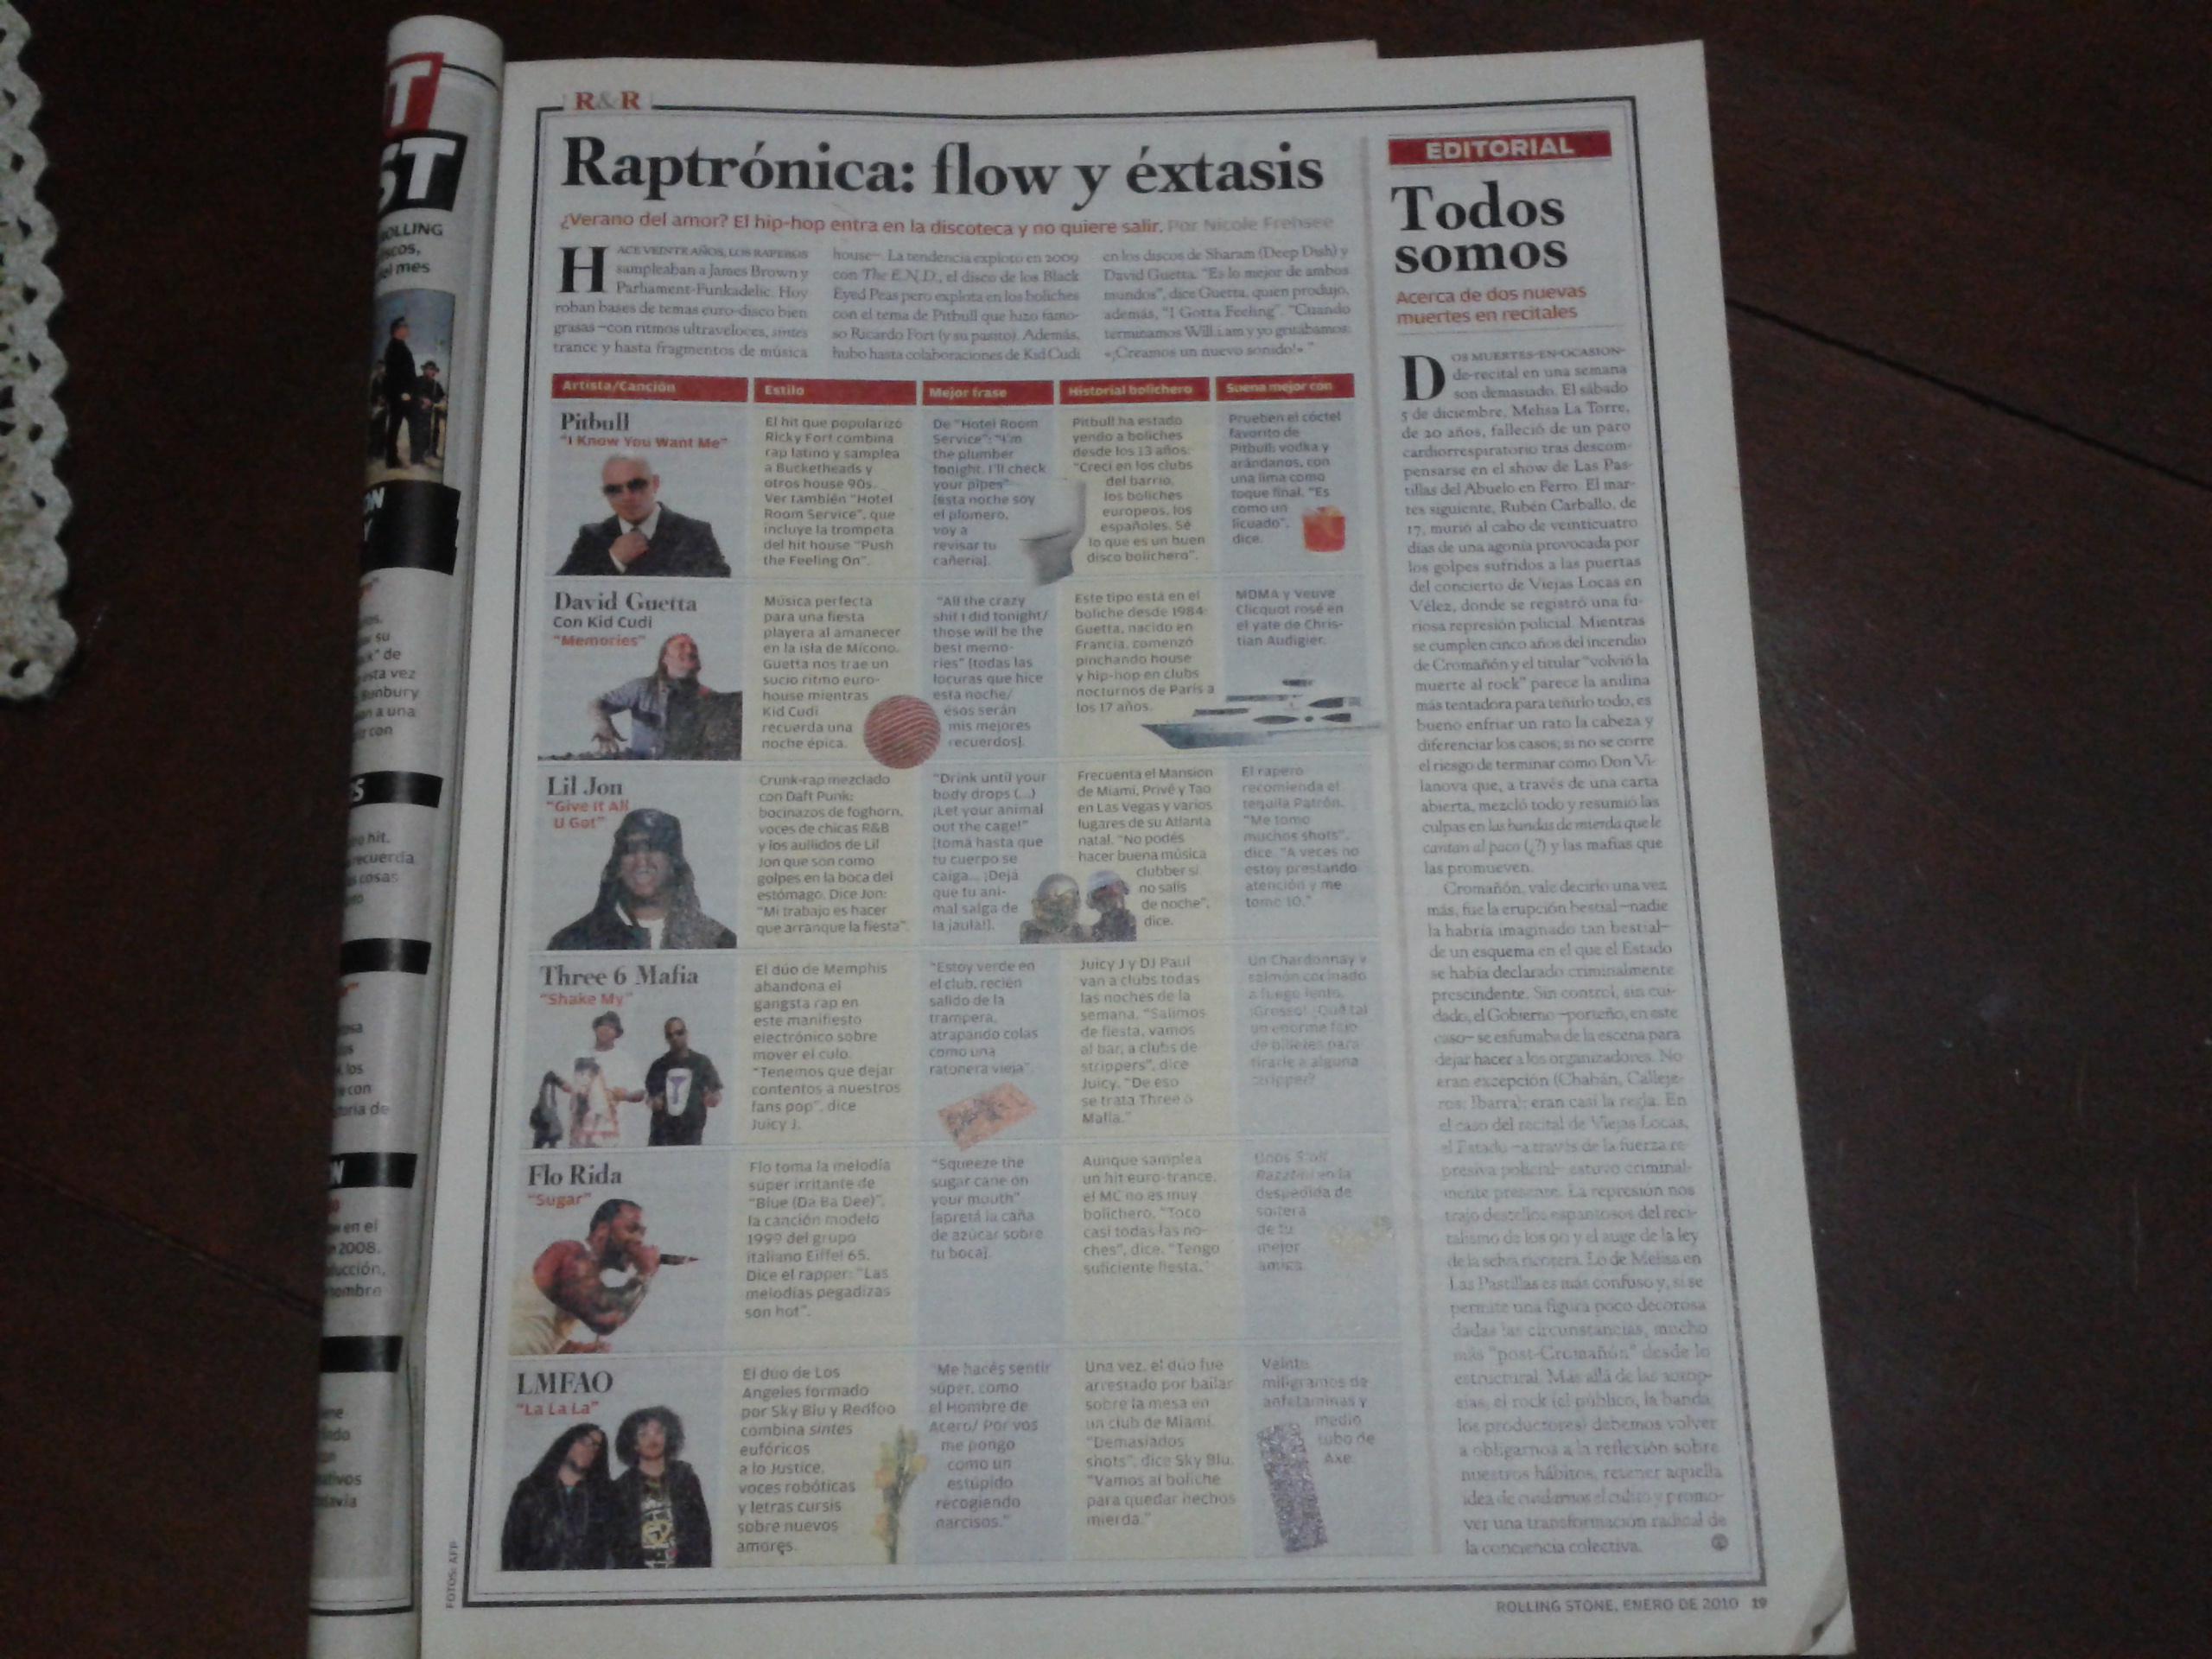 R&R
Raptrónica: flow y éxtasis
¿Verano del amor? El hip-hop entra en la discoteca y no quiere salir. Por Nicole Frehsee
HACE VEINTE AÑOS, LOS RAPEROS
sampleaban a James Brown y
Parliament-Funkadelic. Hoy
roban bases de temas euro-disco bien
grasas –con ritmos ultraveloces, sintes
trance y hasta fragmentos de música
house–. La tendencia explotó en 2009
con The E.N.D., el disco de los Black
Eyed Peas pero explota en los boliches
con el tema de Pitbull que hizo famo-
so Ricardo Fort (y su pasito). Además,
hubo hasta colaboraciones de Kid Cudi
en los discos de Sharam (Deep Dish) y
David Guetta. "Es lo mejor de ambos
mundos", dice Guetta, quien produjo,
además, "I Gotta Feeling". "Cuando
terminamos Will.i.am y yo gritábamos:
«¡Creamos un nuevo sonido!»."
Artista/Canción
Estilo
Mejor frase
Historial bolichero
Suena mejor con
Pitbull
"I Know You Want Me"
El hit que popularizó
Ricky Fort combina
rap latino y samplea
a Bucketheads y
otros house 90s.
Ver también "Hotel
Room Service", que
incluye la trompeta
del hit house "Push
the Feeling On".
De "Hotel Room
Service": "I'm
the plumber
tonight. I'll check
your pipes"
[esta noche soy
el plomero,
voy a
revisar tu
cañería].
Pitbull ha estado
yendo a boliches
desde los 13 años:
"Crecí en los clubs
del barrio,
los boliches
europeos, los
españoles. Sé
lo que es un buen
disco bolichero".
Prueben el cóctel
favorito de
Pitbull: vodka y
arándanos, con
una lima como
toque final. "Es
como un
licuado",
dice.
David Guetta
Con Kid Cudi
"Memories"
Música perfecta
para una fiesta
playera al amanecer
en la isla de Mícono.
Guetta nos trae un
sucio ritmo euro-
house mientras
Kid Cudi
recuerda una
noche épica.
"All the crazy
shit I did tonight/
those will be the
best memo-
ries" [todas las
locuras que hice
esta noche/
esos serán
mis mejores
recuerdos].
Este tipo está en el
boliche desde 1984:
Guetta, nacido en
Francia, comenzó
pinchando house
y hip-hop en clubs
nocturnos de París a
los 17 años.
MDMA y Veuve
Clicquot rosé en
el yate de Chris-
tian Audigier.
Lil Jon
"Give It All
U Got"
Crunk-rap mezclado
con Daft Punk:
bocinazos de foghorn,
voces de chicas R&B
y los aullidos de Lil
Jon que son como
golpes en la boca del
estómago. Dice Jon:
"Mi trabajo es hacer
que arranque la fiesta".
"Drink until your
body drops (...)
¡Let your animal
out the cage!"
[tomá hasta que
tu cuerpo se
caiga... ¡Dejá
que tu ani-
mal salga de
la jaula!].
Frecuenta el Mansion
de Miami, Privé y Tao
en Las Vegas y varios
lugares de su Atlanta
natal. "No podés
hacer buena música
clubber si
no salís
de noche",
dice.
El rapero
recomienda el
tequila Patrón.
"Me tomo
muchos shots",
dice. "A veces no
estoy prestando
atención y me
tomo 10."
Three 6 Mafia
"Shake My"
El dúo de Memphis
abandona el
gangsta rap en
este manifiesto
electrónico sobre
mover el culo.
"Tenemos que dejar
contentos a nuestros
fans pop", dice
Juicy J.
"Estoy verde en
el club, recién
salido de la
trampera,
atrapando colas
como una
ratonera vieja".
Juicy J y DJ Paul
van a clubs todas
las noches de la
semana. "Salimos
de fiesta, vamos
al bar, a clubs de
strippers", dice
Juicy. "De eso
se trata Three 6
Mafia."
Un Chardonnay y
salmón cocinado
a fuego lento.
¡Grosso! ¿Qué tal
un enorme fajo
de billetes para
tirarle a alguna
stripper?
Flo Rida
"Sugar"
Flo toma la melodía
súper irritante de
"Blue (Da Ba Dee)",
la canción modelo
1999 del grupo
italiano Eiffel 65.
Dice el rapper: "Las
melodías pegadizas
son hot".
"Squeeze the
sugar cane on
your mouth"
[apretá la caña
de azúcar sobre
tu boca].
Aunque samplea
un hit euro-trance,
el MC no es muy
bolichero. "Toco
casi todas las no-
ches", dice. "Tengo
suficiente fiesta."
Unos
Razztini en la
despedida de
soltera
de tu
mejor
amiga.
LMFAO
"La La La"
El dúo de Los
Angeles formado
por Sky Blu y Redfoo
combina sintes
eufóricos
a lo Justice,
voces robóticas
y letras cursis
sobre nuevos
amores.
"Me hacés sentir
súper, como
el Hombre de
Acero/ Por vos
me pongo
como un
estúpido
recogiendo
narcisos."
Una vez, el dúo fue
arrestado por bailar
sobre la mesa en
un club de Miami.
"Demasiados
shots", dice Sky Blu.
"Vamos al boliche
para quedar hechos
mierda."
Veinte
miligramos de
anfetaminas y
medio
tubo de
Axe.
EDITORIAL
Todos
somos
Acerca de dos nuevas
muertes en recitales
DOS MUERTES-EN-OCASIÓN-
de-recital en una semana
son demasiado. El sábado
5 de diciembre, Melisa La Torre,
de 20 años, falleció de un paro
cardiorrespiratorio tras descom-
pensarse en el show de Las Pas-
tillas del Abuelo en Ferro. El mar-
tes siguiente, Rubén Carballo, de
17, murió al cabo de veinticuatro
días de una agonía provocada por
los golpes sufridos a las puertas
del concierto de Viejas Locas en
Vélez, donde se registró una fu-
riosa represión policial. Mientras
se cumplen cinco años del incendio
de Cromañón y el titular "volvió la
muerte al rock" parece la anilina
más tentadora para teñirlo todo, es
bueno enfriar un rato la cabeza y
diferenciar los casos; si no se corre
el riesgo de terminar como Don Vi-
lanova que, a través de una carta
abierta, mezcló todo y resumió las
culpas en las bandas de mierda que le
cantan al paco (¿?) y las mafias que
las promueven.
Cromañón, vale decirlo una vez
más, fue la erupción bestial –nadie
la habría imaginado tan bestial–
de un esquema en el que el Estado
se había declarado criminalmente
prescindente. Sin control, sin cui-
dado, el Gobierno –porteño, en este
caso– se esfumaba de la escena para
dejar hacer a los organizadores. No
eran excepción (Chabán, Calleje-
ros, Ibarra): eran casi la regla. En
el caso del recital de Viejas Locas,
el Estado –a través de la fuerza re-
presiva policial– estuvo criminal-
mente presente. La represión nos
trajo destellos espantosos del reci-
talismo de los 90 y el auge de la ley
de la selva ricotera. Lo de Melisa en
Las Pastillas es más confuso y, si se
permite una figura poco decorosa
dadas las circunstancias, mucho
más "post-Cromañón" desde lo
estructural. Más allá de las autop-
sias, el rock (el público, la banda,
los productores) debemos volver
a obligarnos a la reflexión sobre
nuestros hábitos, retener aquella
idea de cuidarnos el culito y promo-
ver una transformación radical de
la conciencia colectiva.
FOTOS: AFP
ROLLING STONE, ENERO DE 2010 19